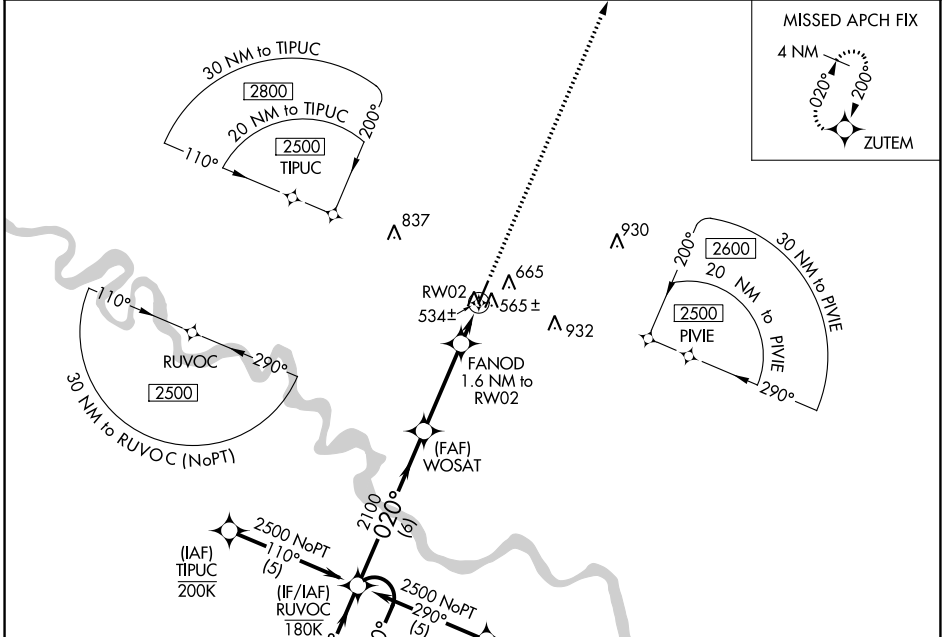 MISSED APCH FIX
4 NM
020°
200°
ZUTEM
30 NM to TIPUC
2800
20 NM to TIPUC
2500
TIPUC
200°
110°
837
930
200°
2600
30 NM to PIVIE
20 NM to PIVIE
2500
PIVIE
290°
665
RW02
534±
565±
932
110°
RUVOC
290°
2500
30 NM to RUVOC (NoPT)
FANOD
1.6 NM to
RW02
(FAF)
WOSAT
2100
020°
(6)
2500 NoPT
110°
(5)
(IAF)
TIPUC
200K
(IF/IAF)
RUVOC
180K
2500 NoPT
290°
(5)